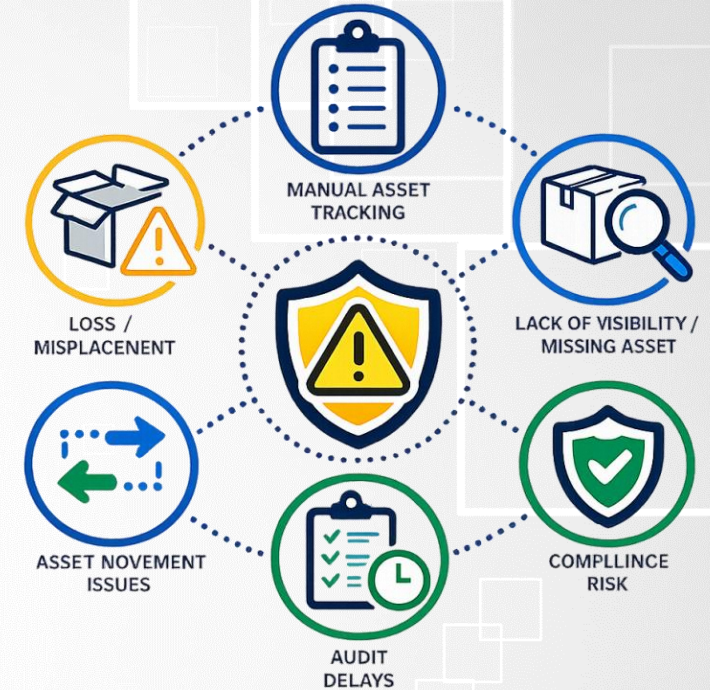 MANUAL ASSET
TRACKING
LOSS /
MISPLACENENT
LACK OF VISIBILITY /
MISSING ASSET
ASSET NOVEMENT
ISSUES
COMPLLINCE
RISK
AUDIT
DELAYS